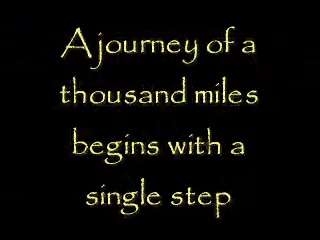 A journey of a
thousand miles
begins with a
single step